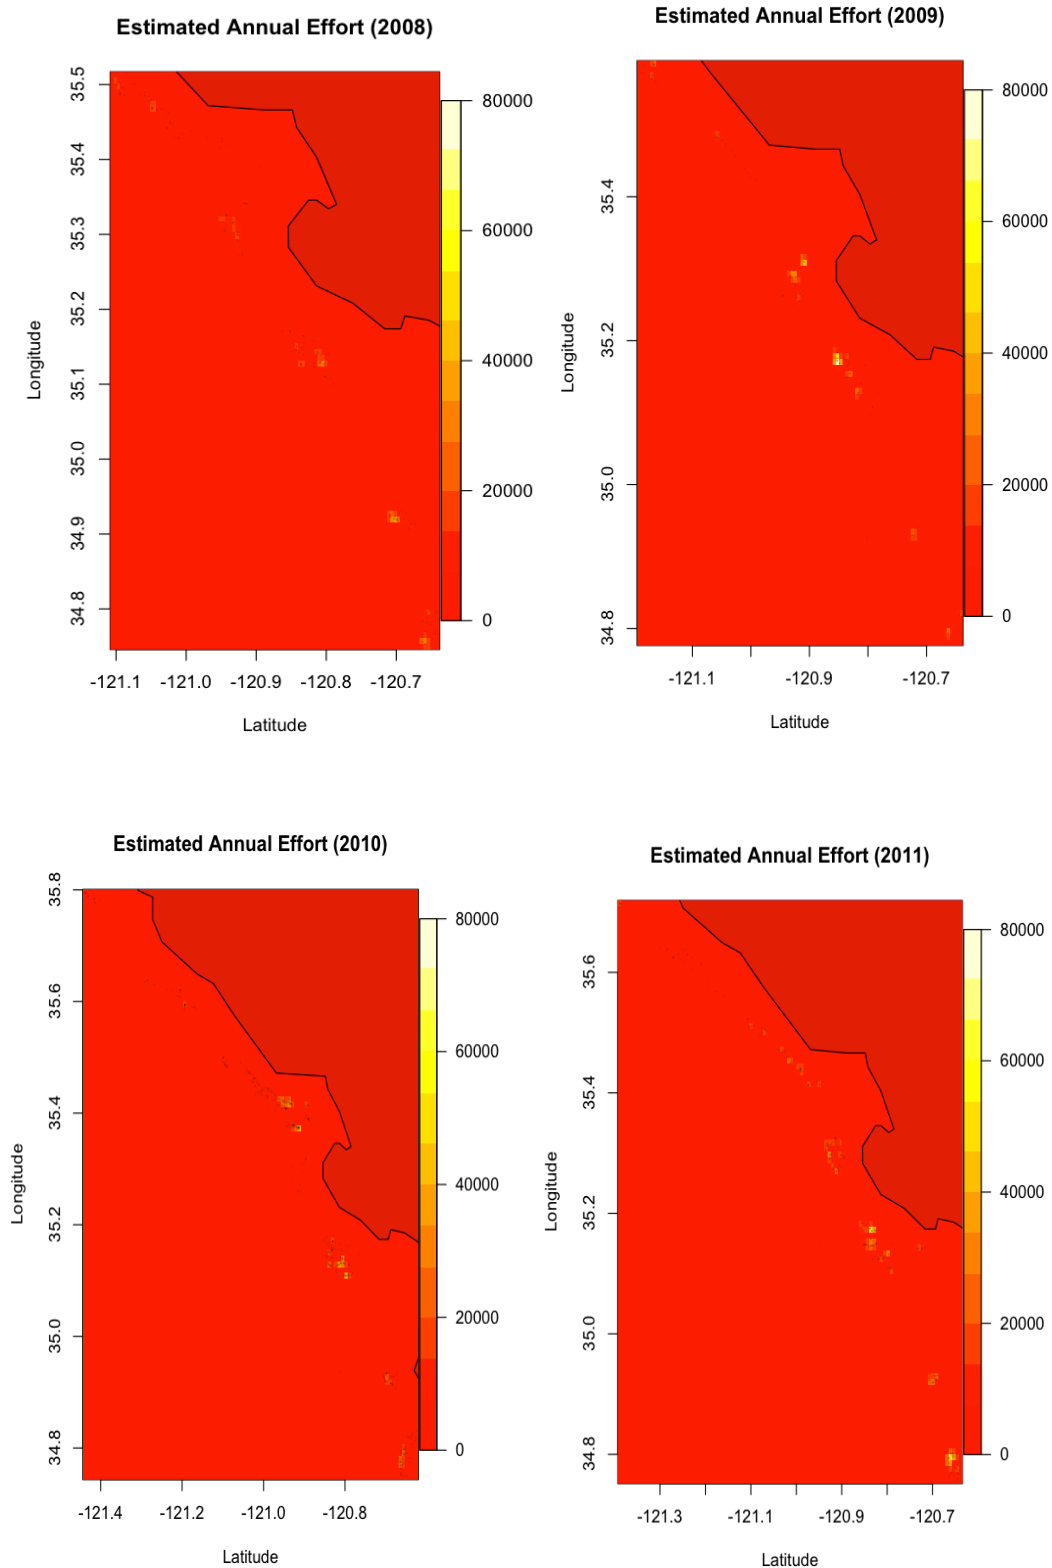 Estimated Annual Effort (2008)
35.5
35.4
35.3
35.2
35.1
35.0
34.9
34.8
Longitude
80000
60000
40000
20000
0
-121.1 -121.0 -120.9 -120.8 -120.7
Latitude
Estimated Annual Effort (2009)
35.4
35.2
35.0
34.8
Longitude
80000
60000
40000
20000
0
-121.1 -120.9 -120.7
Latitude
Estimated Annual Effort (2010)
35.8
35.6
35.4
35.2
35.0
34.8
Longitude
80000
60000
40000
20000
0
-121.4 -121.2 -121.0 -120.8
Latitude
Estimated Annual Effort (2011)
35.6
35.4
35.2
35.0
34.8
Longitude
80000
60000
40000
20000
0
-121.3 -121.1 -120.9 -120.7
Latitude